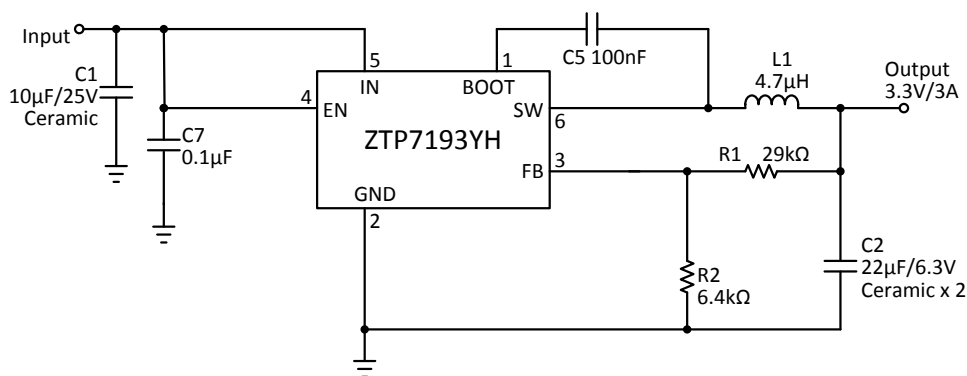 Input
C1
10µF/25V
Ceramic
C7
0.1µF
4
EN
5
IN
1
BOOT
C5 100nF
SW
6
ZTP7193YH
FB
3
GND
2
L1
4.7µH
Output
3.3V/3A
R1
29kΩ
R2
6.4kΩ
C2
22µF/6.3V
Ceramic x 2